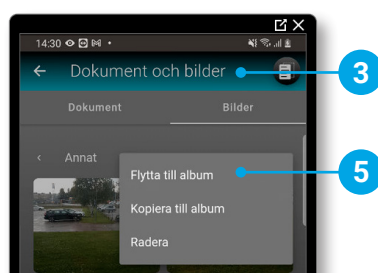 14:30
Dokument och bilder
3
Dokument Bilder
Annat
Flytta till album
5
Kopiera till album
Radera